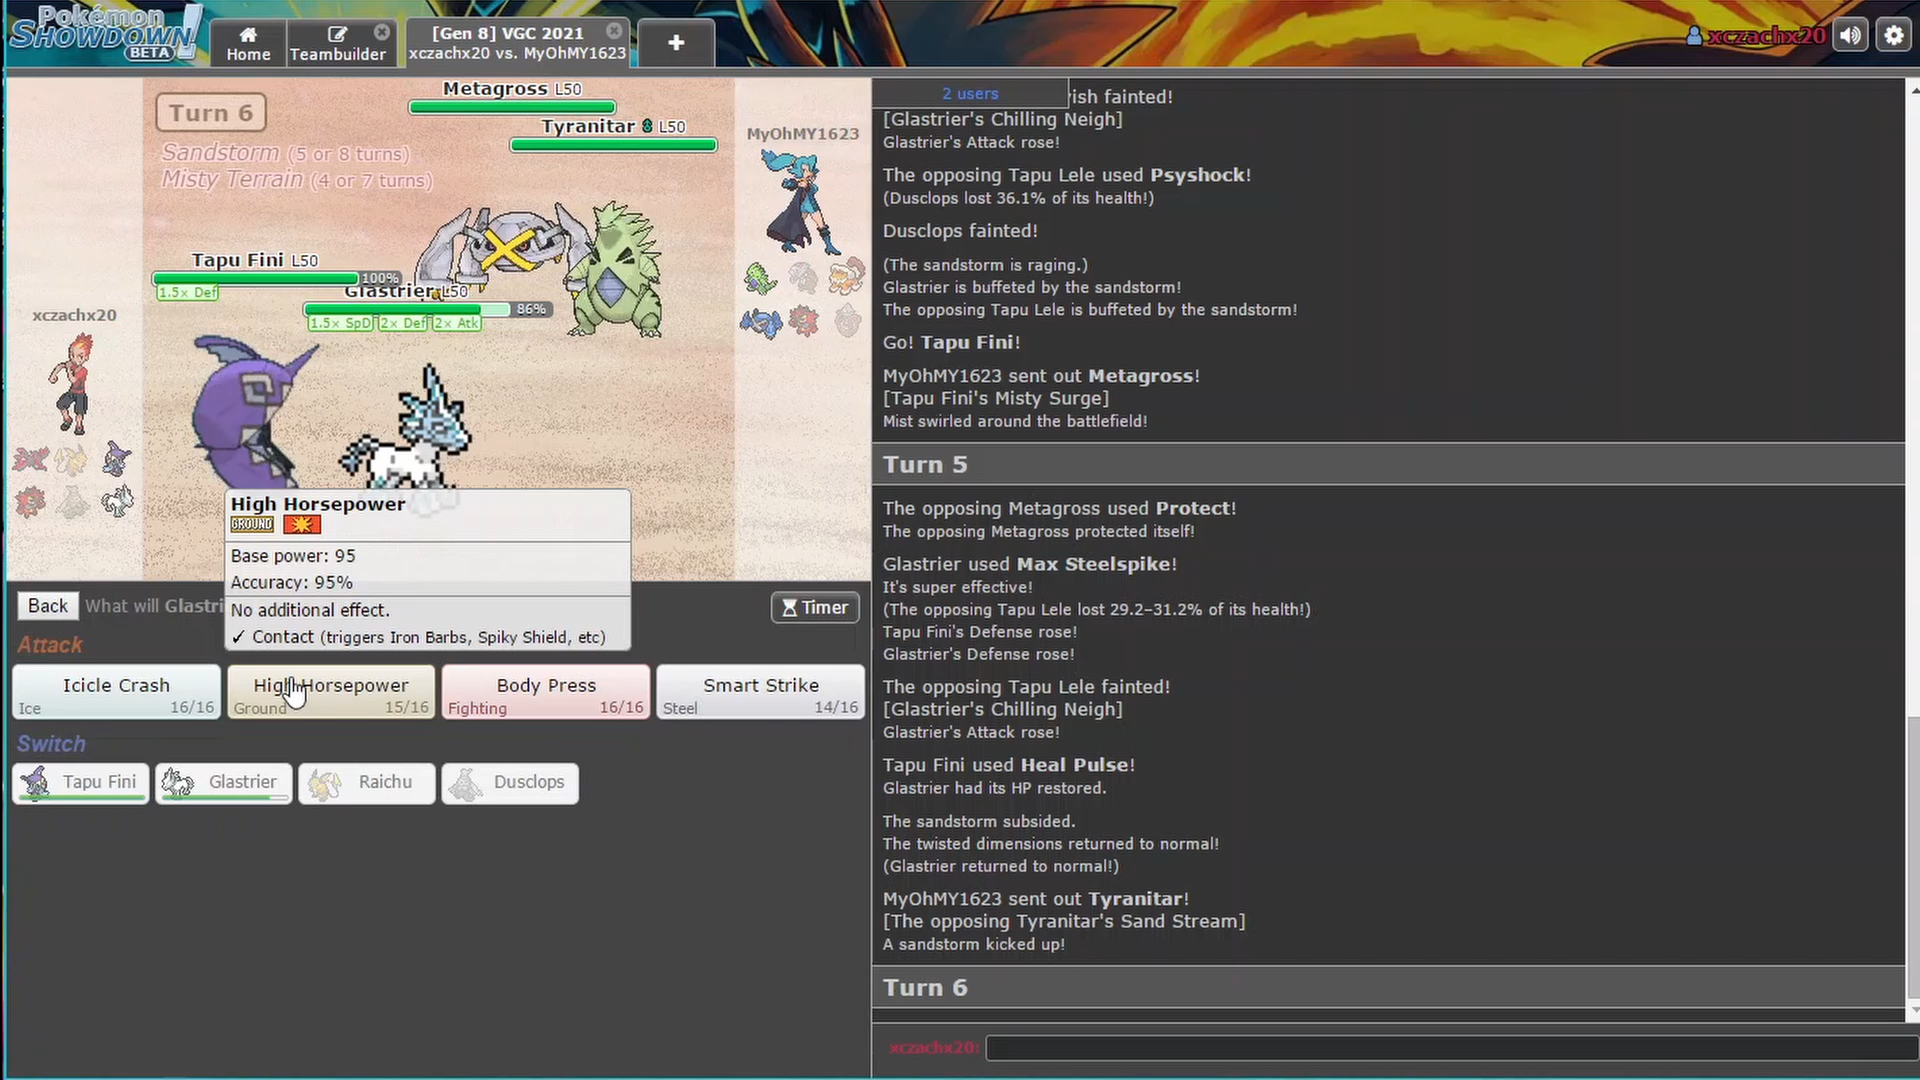 Pokémon
SHOWDOWN!
BETA
Home
Teambuilder
[Gen 8] VGC 2021
xczachx20 vs. MyOhMY1623
+
xczachx20
Turn 6
Sandstorm (5 or 8 turns)
Misty Terrain (4 or 7 turns)
Metagross L50
Tyranitar L50
MyOhMY1623
Tapu Fini L50
100%
1.5× Def
Glastrier L50
86%
1.5× SpD 2× Def 2× Atk
xczachx20
High Horsepower
GROUND
Base power: 95
Accuracy: 95%
No additional effect.
✓ Contact (triggers Iron Barbs, Spiky Shield, etc)
Back
What will Glastri
Timer
Attack
Icicle Crash
Ice 16/16
High Horsepower
Ground 15/16
Body Press
Fighting 16/16
Smart Strike
Steel 14/16
Switch
Tapu Fini
Glastrier
Raichu
Dusclops
2 users
ish fainted!
[Glastrier's Chilling Neigh]
Glastrier's Attack rose!
The opposing Tapu Lele used Psyshock!
(Dusclops lost 36.1% of its health!)
Dusclops fainted!
(The sandstorm is raging.)
Glastrier is buffeted by the sandstorm!
The opposing Tapu Lele is buffeted by the sandstorm!
Go! Tapu Fini!
MyOhMY1623 sent out Metagross!
[Tapu Fini's Misty Surge]
Mist swirled around the battlefield!
Turn 5
The opposing Metagross used Protect!
The opposing Metagross protected itself!
Glastrier used Max Steelspike!
It's super effective!
(The opposing Tapu Lele lost 29.2–31.2% of its health!)
Tapu Fini's Defense rose!
Glastrier's Defense rose!
The opposing Tapu Lele fainted!
[Glastrier's Chilling Neigh]
Glastrier's Attack rose!
Tapu Fini used Heal Pulse!
Glastrier had its HP restored.
The sandstorm subsided.
The twisted dimensions returned to normal!
(Glastrier returned to normal!)
MyOhMY1623 sent out Tyranitar!
[The opposing Tyranitar's Sand Stream]
A sandstorm kicked up!
Turn 6
xczachx20: